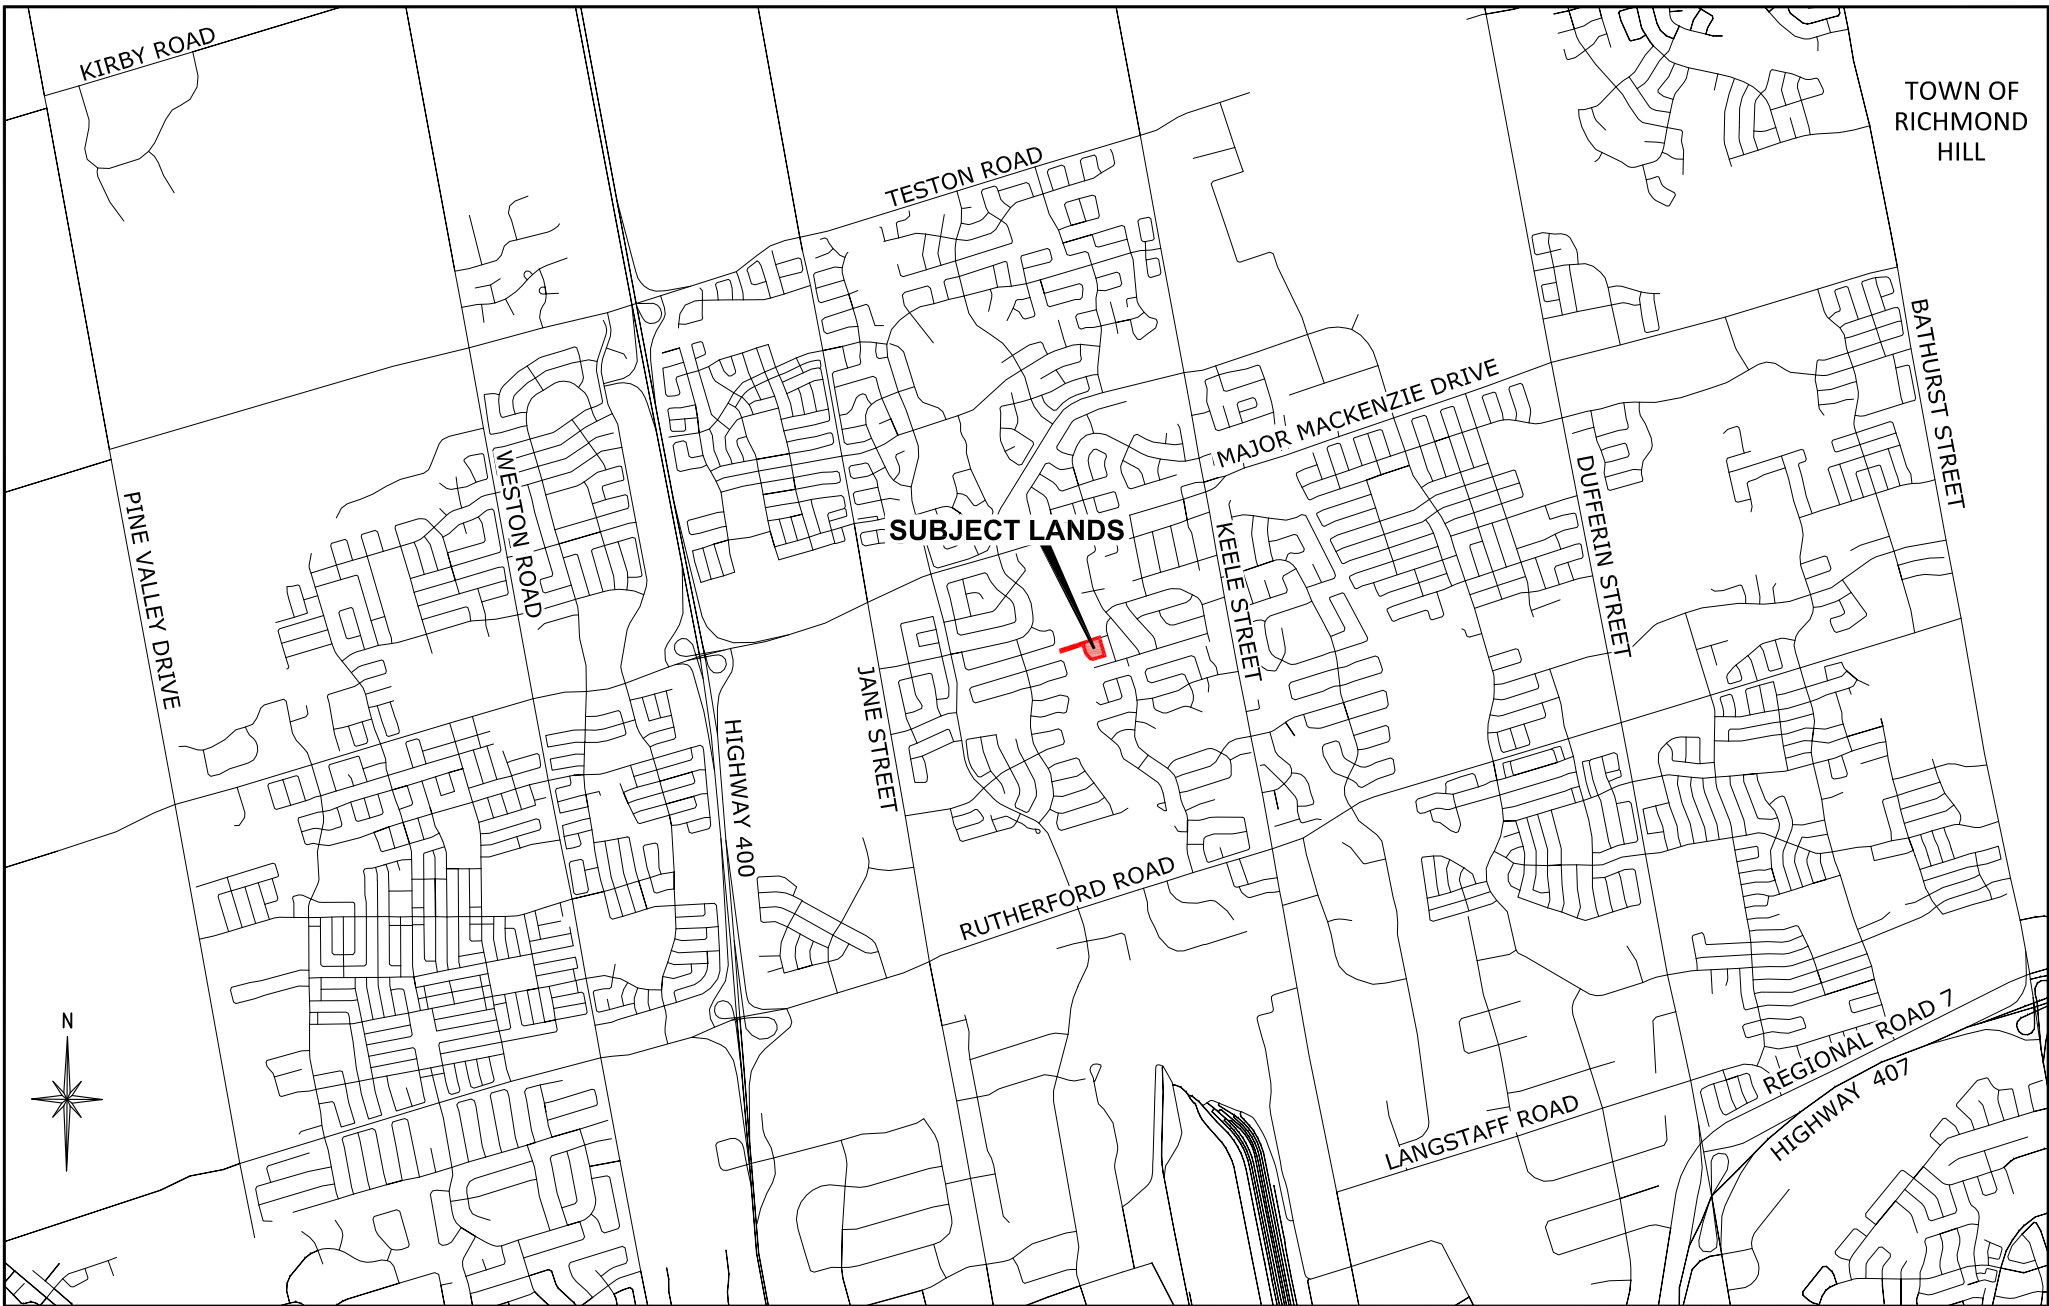 KIRBY ROAD
TOWN OF
RICHMOND
HILL
TESTON ROAD
BATHURST STREET
MAJOR MACKENZIE DRIVE
WESTON ROAD
DUFFERIN STREET
PINE VALLEY DRIVE
SUBJECT LANDS
KEELE STREET
JANE STREET
HIGHWAY 400
RUTHERFORD ROAD
N
REGIONAL ROAD 7
HIGHWAY 407
LANGSTAFF ROAD